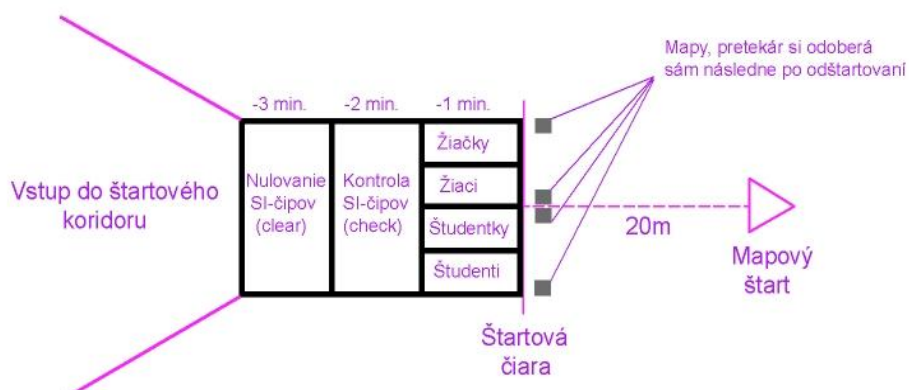 Mapy, pretekár si odoberá
sám následne po odštartovaní
-3 min.
-2 min.
-1 min.
Vstup do štartového
koridoru
Nulovanie
SI-čipov
(clear)
Kontrola
SI-čipov
(check)
Žiačky
Žiaci
Študentky
Študenti
20m
Mapový
štart
Štartová
čiara